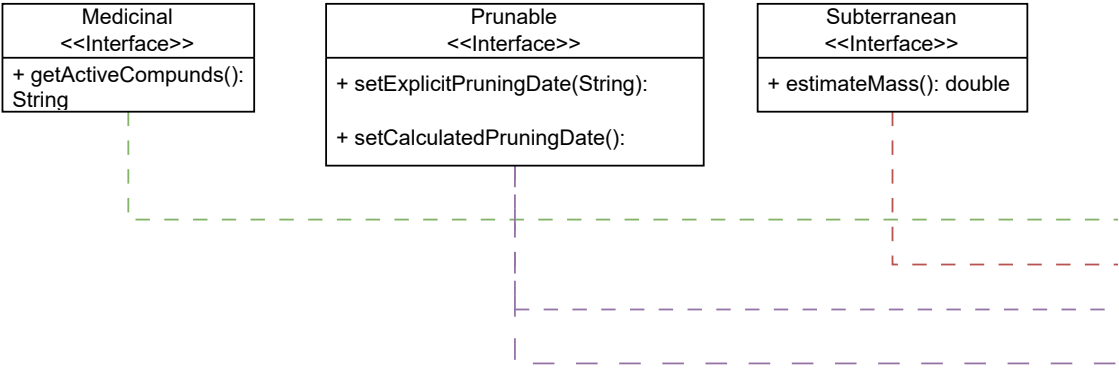 Medicinal
<<Interface>>
+ getActiveCompunds():
String
Prunable
<<Interface>>
+ setExplicitPruningDate(String):
+ setCalculatedPruningDate():
Subterranean
<<Interface>>
+ estimateMass(): double